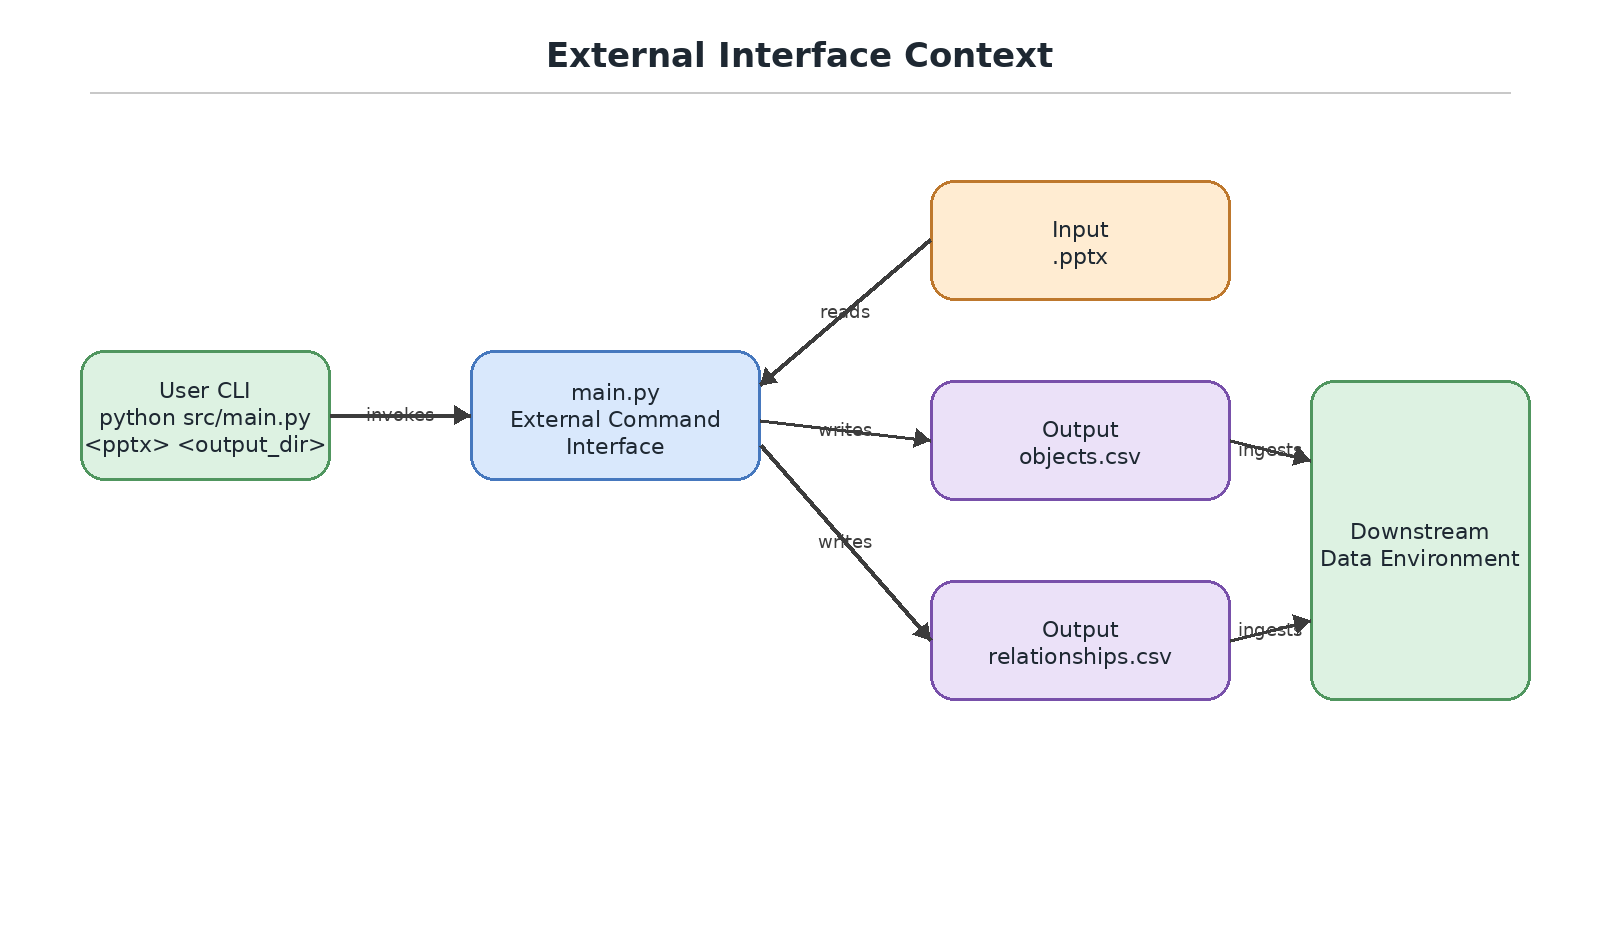 External Interface Context
User CLI
python src/main.py
<pptx> <output_dir>
invokes
main.py
External Command
Interface
reads
writes
writes
Input
.pptx
Output
objects.csv
Output
relationships.csv
ingests
ingests
Downstream
Data Environment